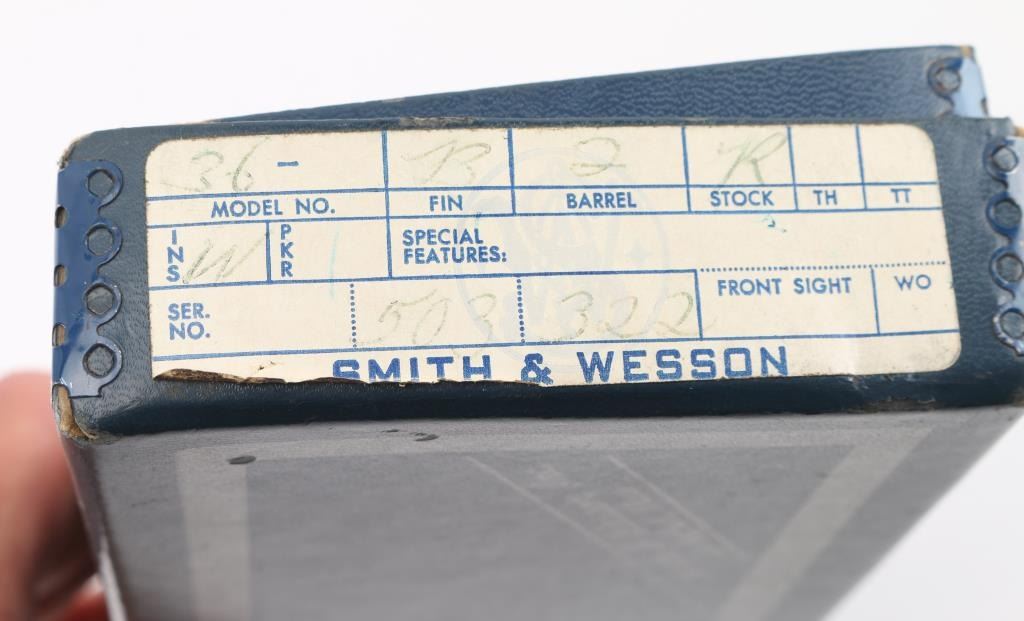 36 - B 2 R
MODEL NO. FIN BARREL STOCK TH TT
INS W PKR SPECIAL FEATURES:
FRONT SIGHT WO
SER. NO. 503 322
SMITH & WESSON